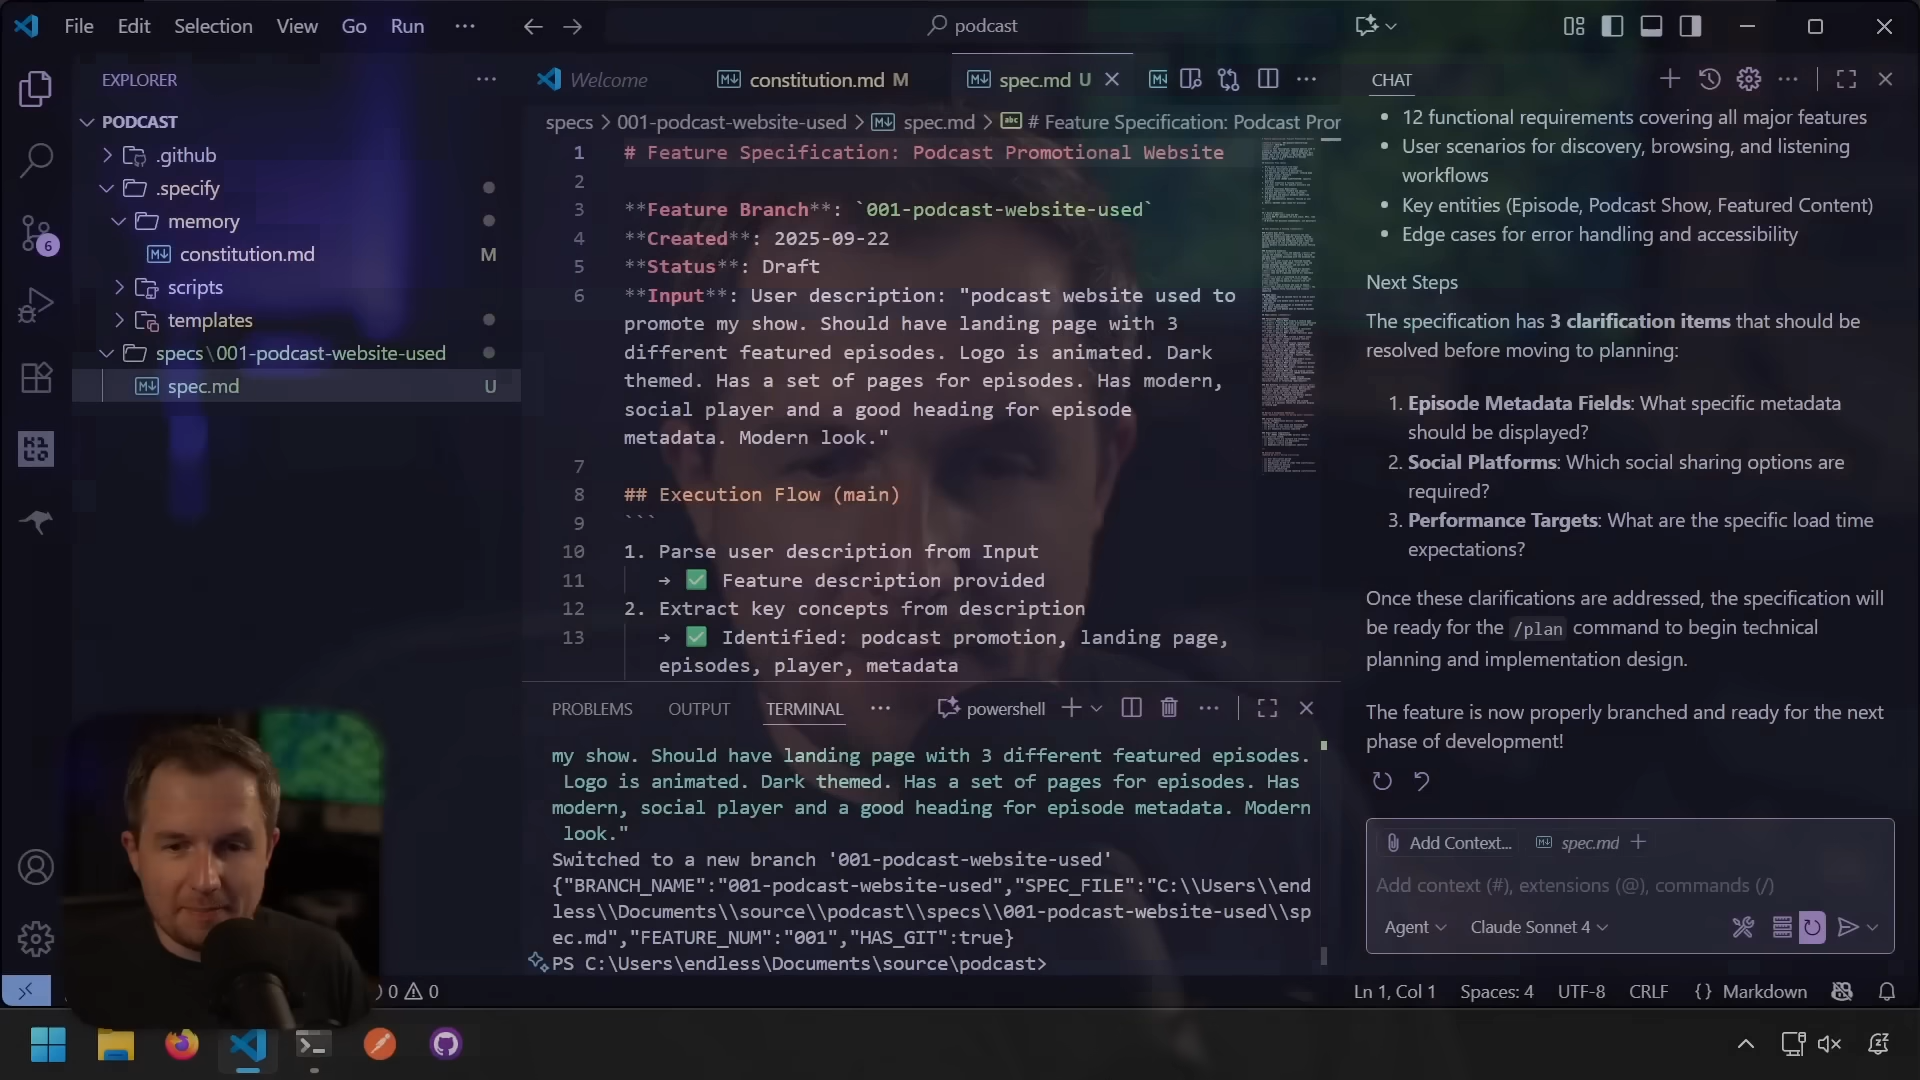 File Edit Selection View Go Run ··· podcast
EXPLORER ···
PODCAST
.github
.specify
memory
constitution.md M
scripts
templates
specs\001-podcast-website-used
spec.md U
6
Welcome constitution.md M spec.md U ···
specs > 001-podcast-website-used > spec.md > # Feature Specification: Podcast Pror
1 # Feature Specification: Podcast Promotional Website
2
3 **Feature Branch**: `001-podcast-website-used`
4 **Created**: 2025-09-22
5 **Status**: Draft
6 **Input**: User description: "podcast website used to
promote my show. Should have landing page with 3
different featured episodes. Logo is animated. Dark
themed. Has a set of pages for episodes. Has modern,
social player and a good heading for episode
metadata. Modern look."
7
8 ## Execution Flow (main)
9 ```
10 1. Parse user description from Input
11 → ✅ Feature description provided
12 2. Extract key concepts from description
13 → ✅ Identified: podcast promotion, landing page,
episodes, player, metadata
PROBLEMS OUTPUT TERMINAL ··· powershell ···
my show. Should have landing page with 3 different featured episodes.
Logo is animated. Dark themed. Has a set of pages for episodes. Has
modern, social player and a good heading for episode metadata. Modern
look."
Switched to a new branch '001-podcast-website-used'
{"BRANCH_NAME":"001-podcast-website-used","SPEC_FILE":"C:\\Users\\end
less\\Documents\\source\\podcast\\specs\\001-podcast-website-used\\sp
ec.md","FEATURE_NUM":"001","HAS_GIT":true}
PS C:\Users\endless\Documents\source\podcast>
CHAT ···
• 12 functional requirements covering all major features
• User scenarios for discovery, browsing, and listening
workflows
• Key entities (Episode, Podcast Show, Featured Content)
• Edge cases for error handling and accessibility
Next Steps
The specification has 3 clarification items that should be
resolved before moving to planning:
1. Episode Metadata Fields: What specific metadata
should be displayed?
2. Social Platforms: Which social sharing options are
required?
3. Performance Targets: What are the specific load time
expectations?
Once these clarifications are addressed, the specification will
be ready for the /plan command to begin technical
planning and implementation design.
The feature is now properly branched and ready for the next
phase of development!
Add Context... spec.md +
Add context (#), extensions (@), commands (/)
Agent Claude Sonnet 4
0 0 Ln 1, Col 1 Spaces: 4 UTF-8 CRLF {} Markdown